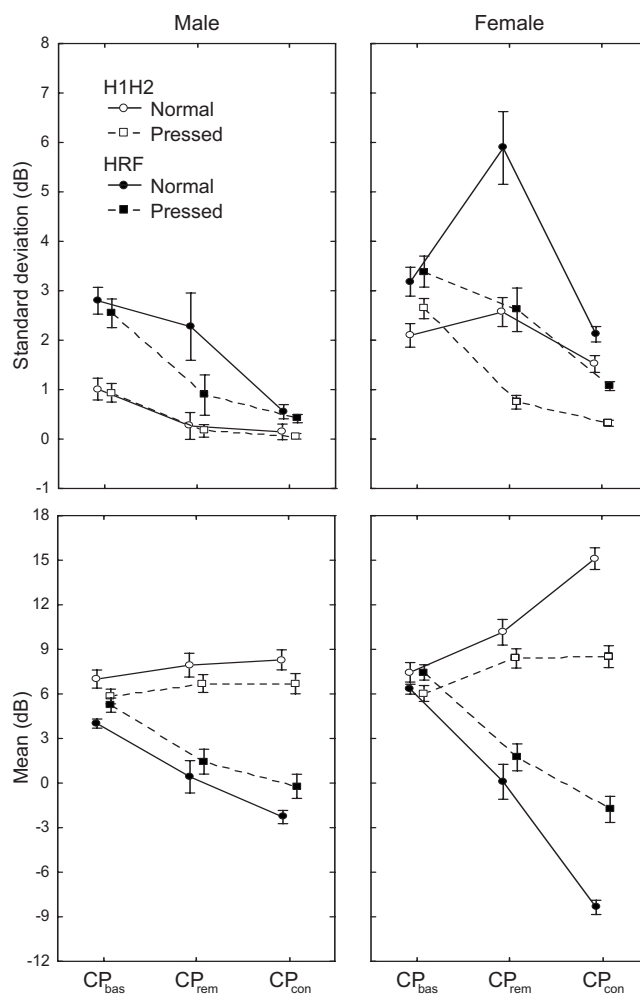 Male
Female
8
7
6
5
4
3
2
1
0
-1
Standard deviation (dB)
H1H2
Normal
Pressed
HRF
Normal
Pressed
18
15
12
9
6
3
0
-3
-6
-9
-12
Mean (dB)
CPbas
CPrem
CPcon
CPbas
CPrem
CPcon